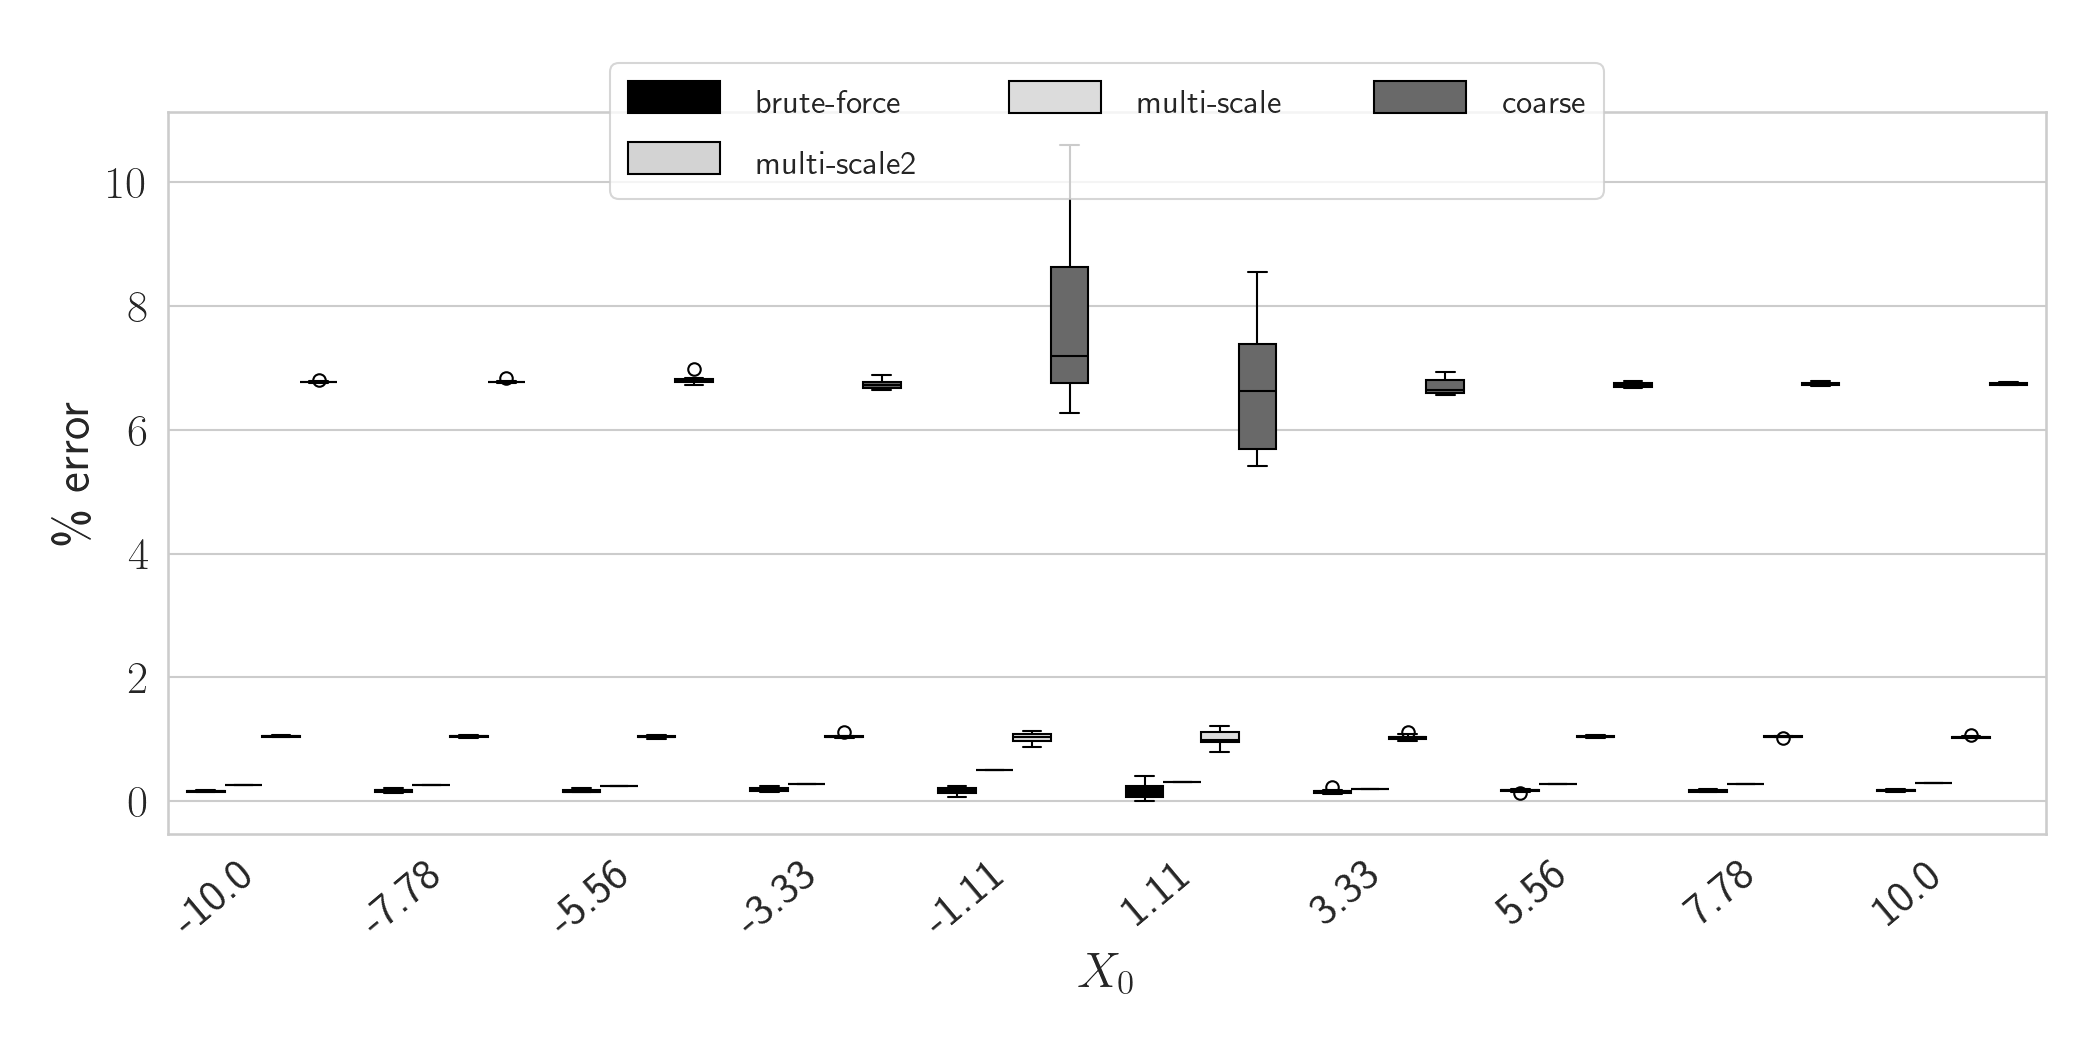 brute-force multi-scale coarse
multi-scale2
10
8
6
4
2
0
% error
-10.0 -7.78 -5.56 -3.33 -1.11 1.11 3.33 5.56 7.78 10.0
X₀